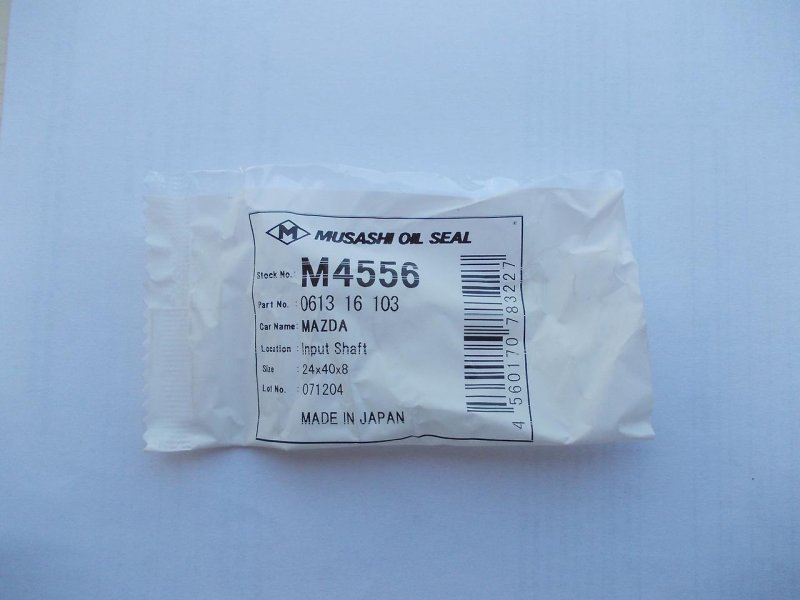 M MUSASHI OIL SEAL
Stock No.: M4556
Part No. : 0613 16 103
Car Name: MAZDA
Location : Input Shaft
Size : 24x40x8
Lot No. : 071204
MADE IN JAPAN
4 560170 783227